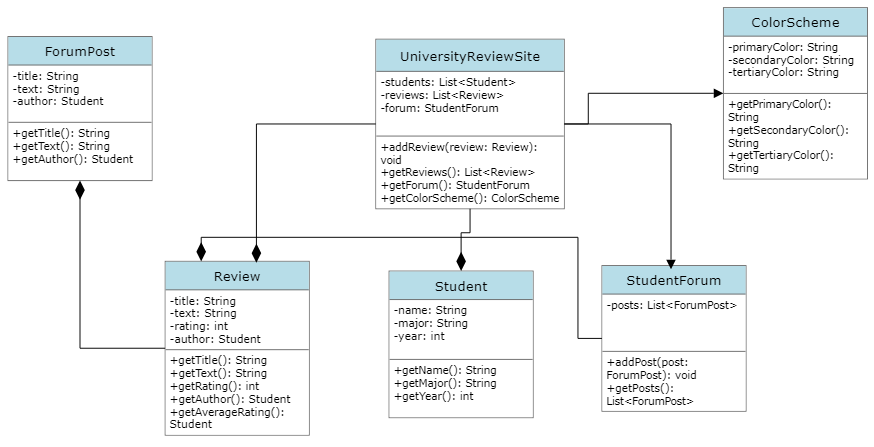 ForumPost
-title: String
-text: String
-author: Student
+getTitle(): String
+getText(): String
+getAuthor(): Student
UniversityReviewSite
-students: List<Student>
-reviews: List<Review>
-forum: StudentForum
+addReview(review: Review):
void
+getReviews(): List<Review>
+getForum(): StudentForum
+getColorScheme(): ColorScheme
ColorScheme
-primaryColor: String
-secondaryColor: String
-tertiaryColor: String
+getPrimaryColor():
String
+getSecondaryColor():
String
+getTertiaryColor():
String
Review
-title: String
-text: String
-rating: int
-author: Student
+getTitle(): String
+getText(): String
+getRating(): int
+getAuthor(): Student
+getAverageRating():
Student
Student
-name: String
-major: String
-year: int
+getName(): String
+getMajor(): String
+getYear(): int
StudentForum
-posts: List<ForumPost>
+addPost(post:
ForumPost): void
+getPosts():
List<ForumPost>